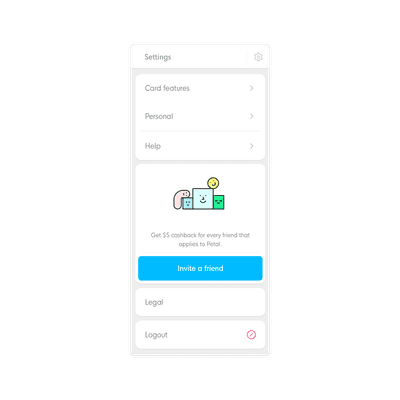 Settings
Card features
Personal
Help
Get $5 cashback for every friend that
applies to Petal.
Invite a friend
Legal
Logout